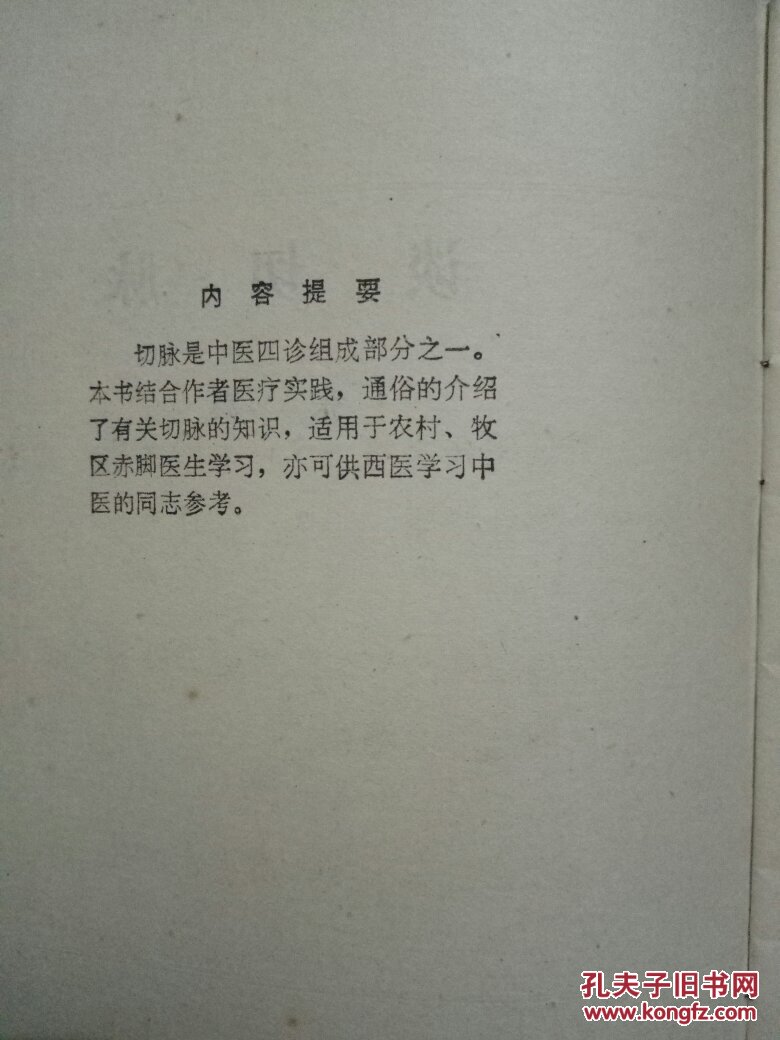 谈切脉
内容提要
切脉是中医四诊组成部分之一。
本书结合作者医疗实践，通俗的介绍
了有关切脉的知识，适用于农村、牧
区赤脚医生学习，亦可供西医学习中
医的同志参考。
孔夫子旧书网
www.kongfz.com